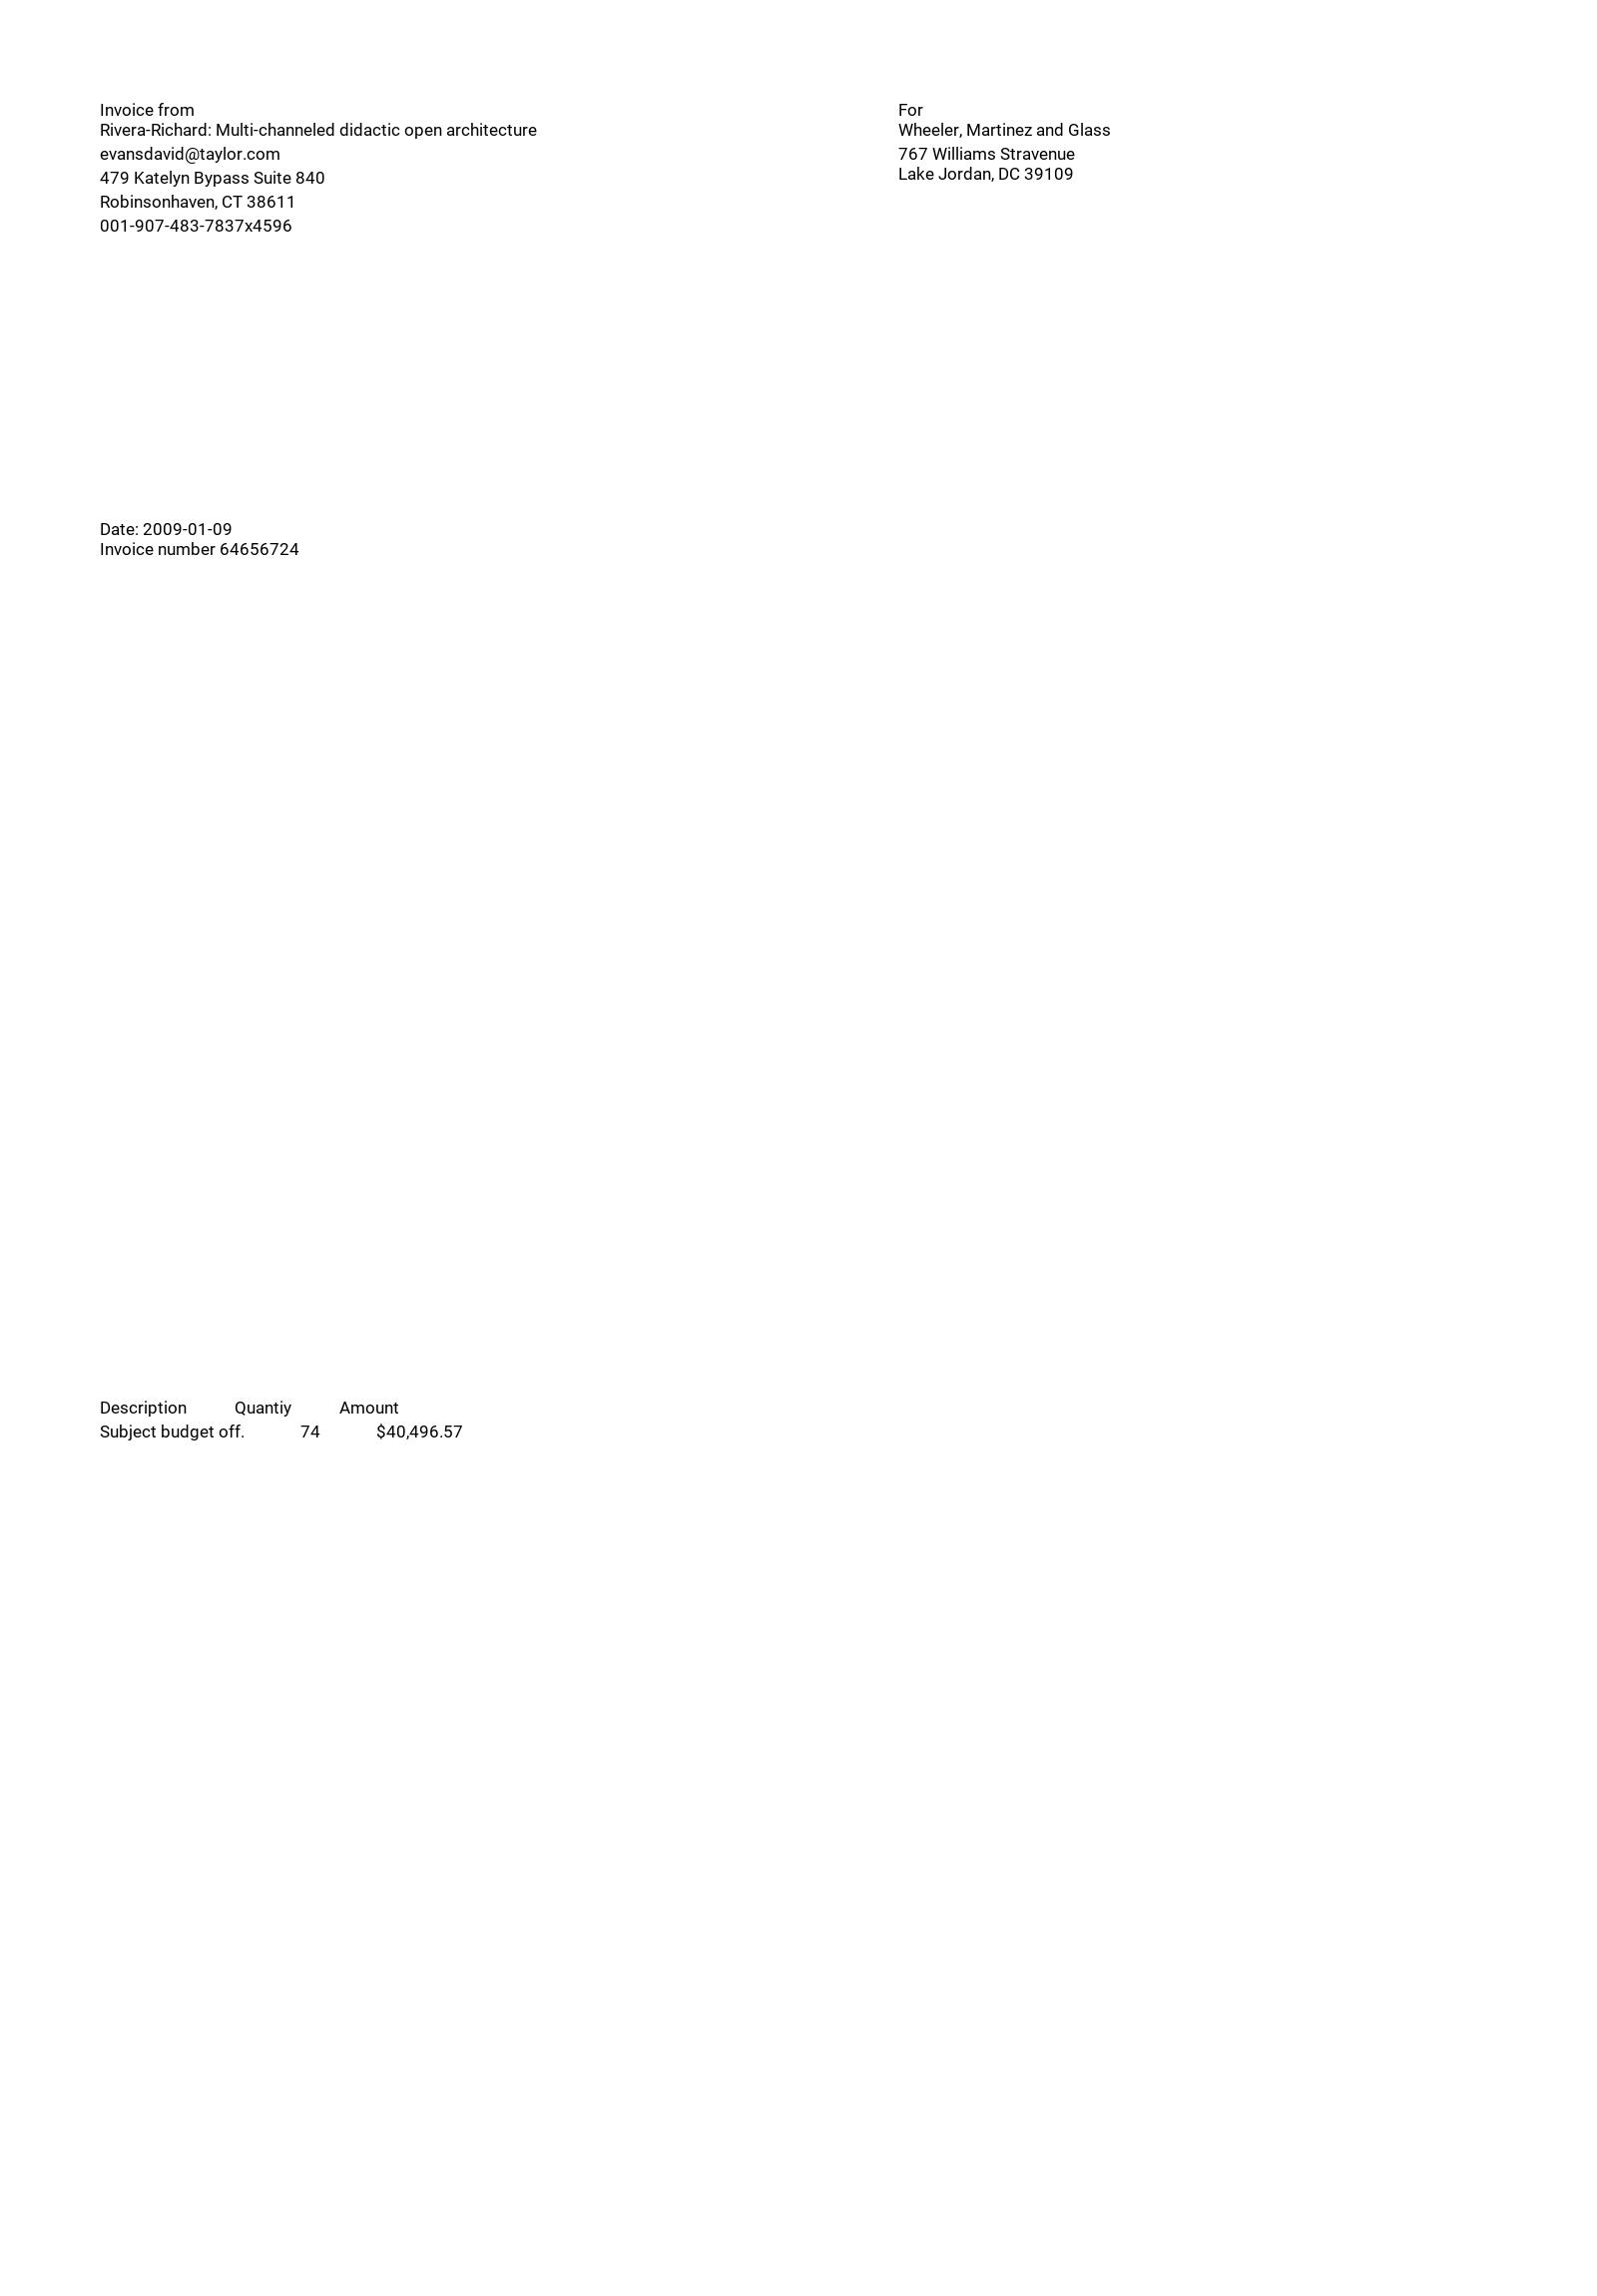 Invoice from
Rivera-Richard: Multi-channeled didactic open architecture
evansdavid@taylor.com
479 Katelyn Bypass Suite 840
Robinsonhaven, CT 38611
001-907-483-7837x4596
For
Wheeler, Martinez and Glass
767 Williams Stravenue
Lake Jordan, DC 39109
Date: 2009-01-09
Invoice number 64656724
Description Quantiy Amount
Subject budget off. 74 $40,496.57